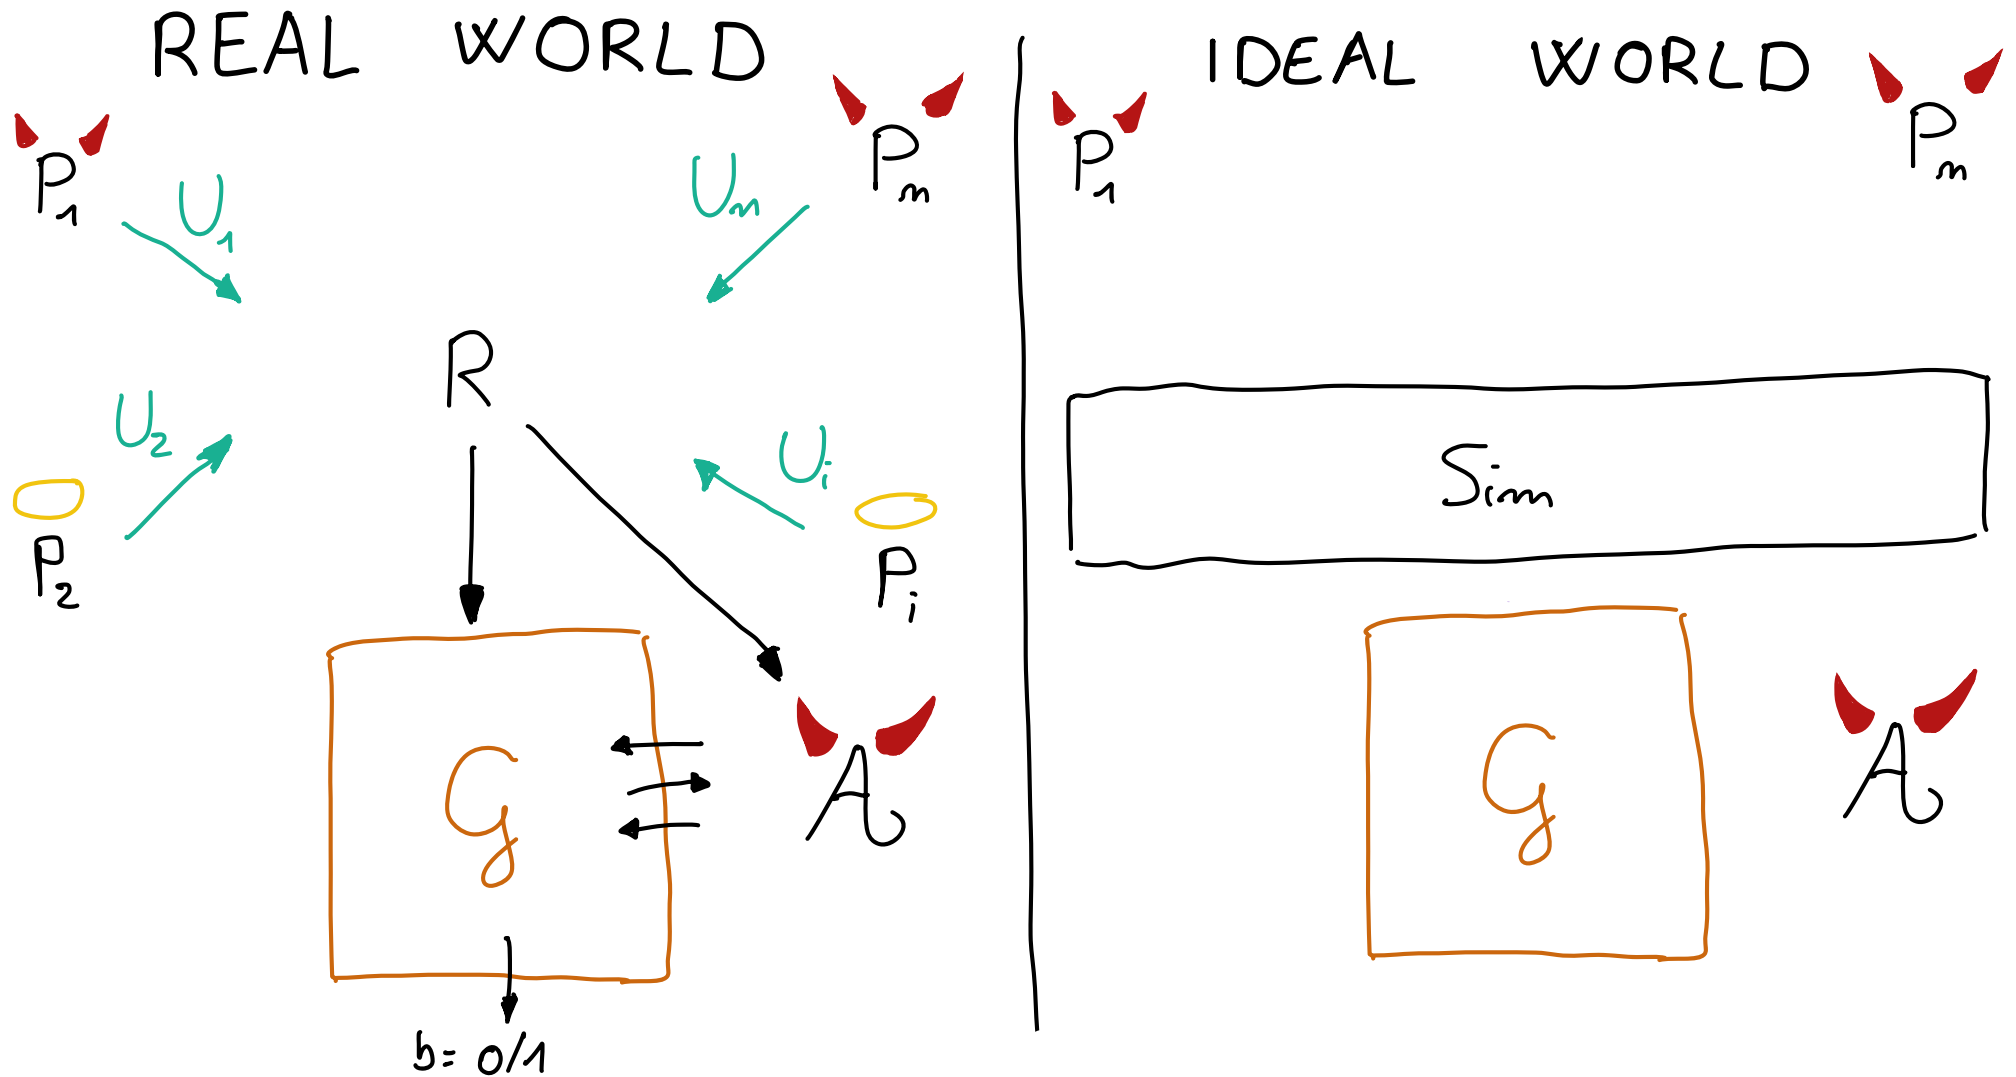 REAL WORLD
P1
U1
Um
Pm
R
U2
P2
Ui
Pi
G
A
b= 0/1
IDEAL WORLD
P1
Pm
Sim
G
A